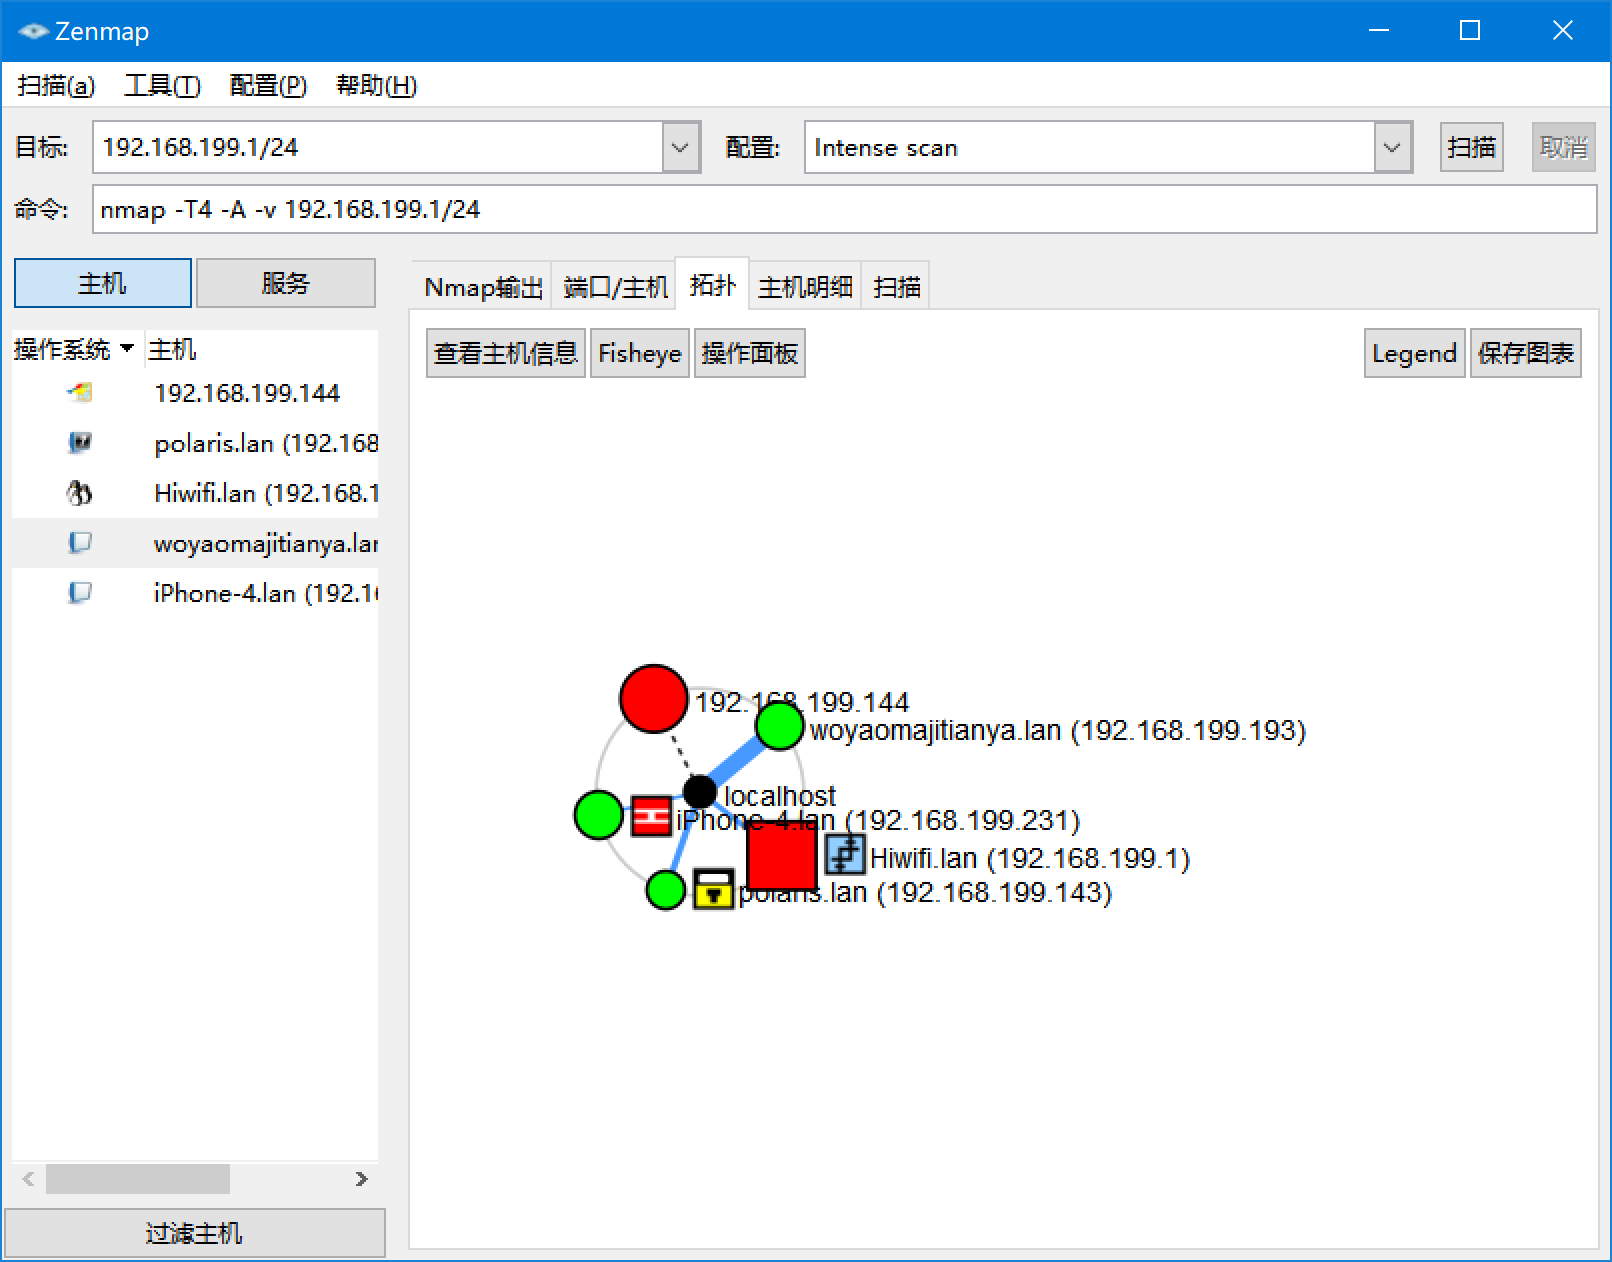 Zenmap
扫描(a) 工具(T) 配置(P) 帮助(H)
目标: 192.168.199.1/24 配置: Intense scan 扫描 取消
命令: nmap -T4 -A -v 192.168.199.1/24
主机 服务
Nmap输出 端口/主机 拓扑 主机明细 扫描
查看主机信息 Fisheye 操作面板 Legend 保存图表
操作系统 主机
192.168.199.144
polaris.lan (192.168
Hiwifi.lan (192.168.1
woyaomajitianya.lan
iPhone-4.lan (192.16
192.168.199.144
woyaomajitianya.lan (192.168.199.193)
localhost
iPhone-4.lan (192.168.199.231)
Hiwifi.lan (192.168.199.1)
polaris.lan (192.168.199.143)
过滤主机